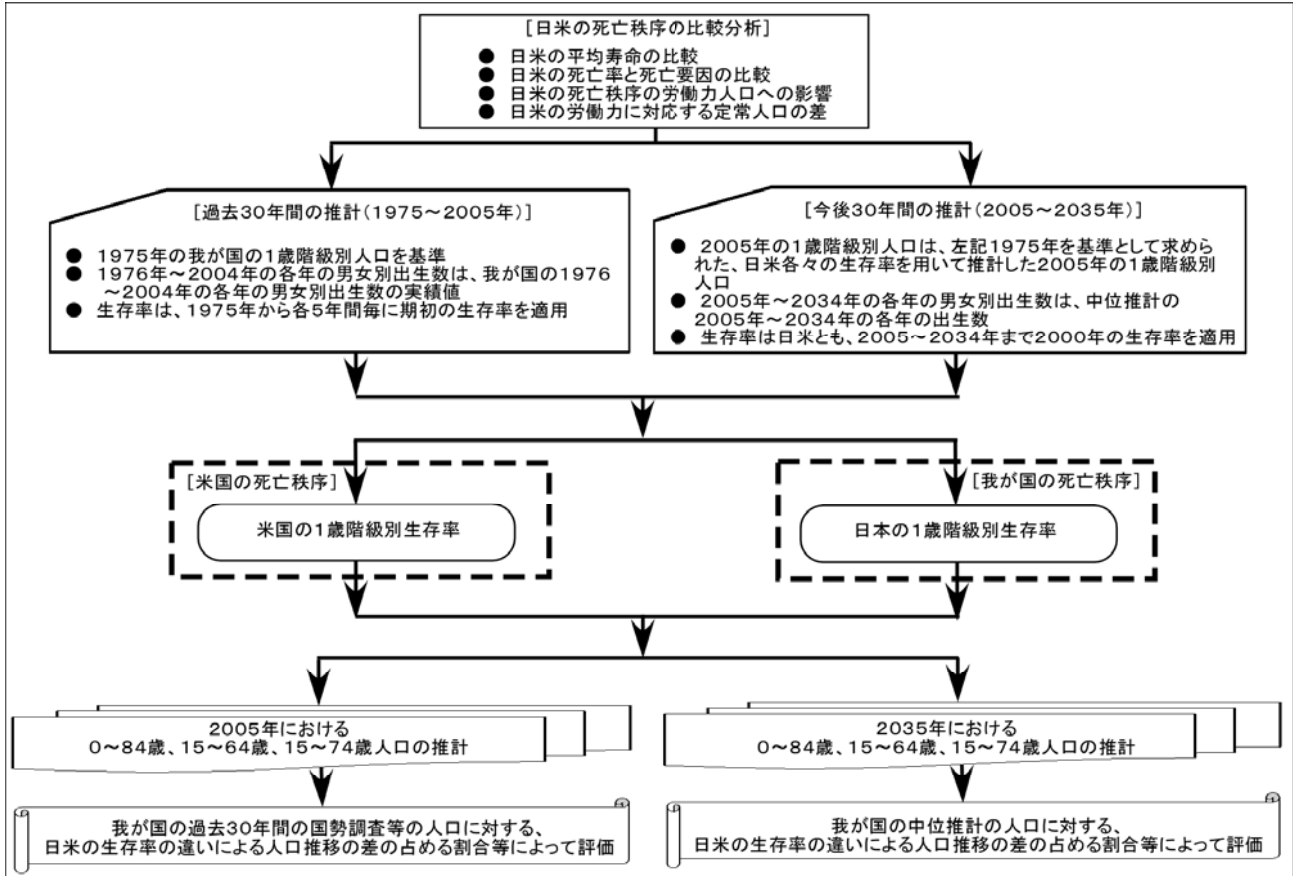 [日米の死亡秩序の比較分析]
● 日米の平均寿命の比較
● 日米の死亡率と死亡要因の比較
● 日米の死亡秩序の労働力人口への影響
● 日米の労働力に対応する定常人口の差
[過去30年間の推計(1975～2005年)]
● 1975年の我が国の1歳階級別人口を基準
● 1976年～2004年の各年の男女別出生数は、我が国の1976
～2004年の各年の男女別出生数の実績値
● 生存率は、1975年から各5年間毎に期初の生存率を適用
[今後30年間の推計(2005～2035年)]
● 2005年の1歳階級別人口は、左記1975年を基準として求めら
れた、日米各々の生存率を用いて推計した2005年の1歳階級別
人口
● 2005年～2034年の各年の男女別出生数は、中位推計の
2005年～2034年の各年の出生数
● 生存率は日米とも、2005～2034年まで2000年の生存率を適用
[米国の死亡秩序]
米国の1歳階級別生存率
[我が国の死亡秩序]
日本の1歳階級別生存率
2005年における
0～84歳、15～64歳、15～74歳人口の推計
2035年における
0～84歳、15～64歳、15～74歳人口の推計
我が国の過去30年間の国勢調査等の人口に対する、
日米の生存率の違いによる人口推移の差の占める割合等によって評価
我が国の中位推計の人口に対する、
日米の生存率の違いによる人口推移の差の占める割合等によって評価